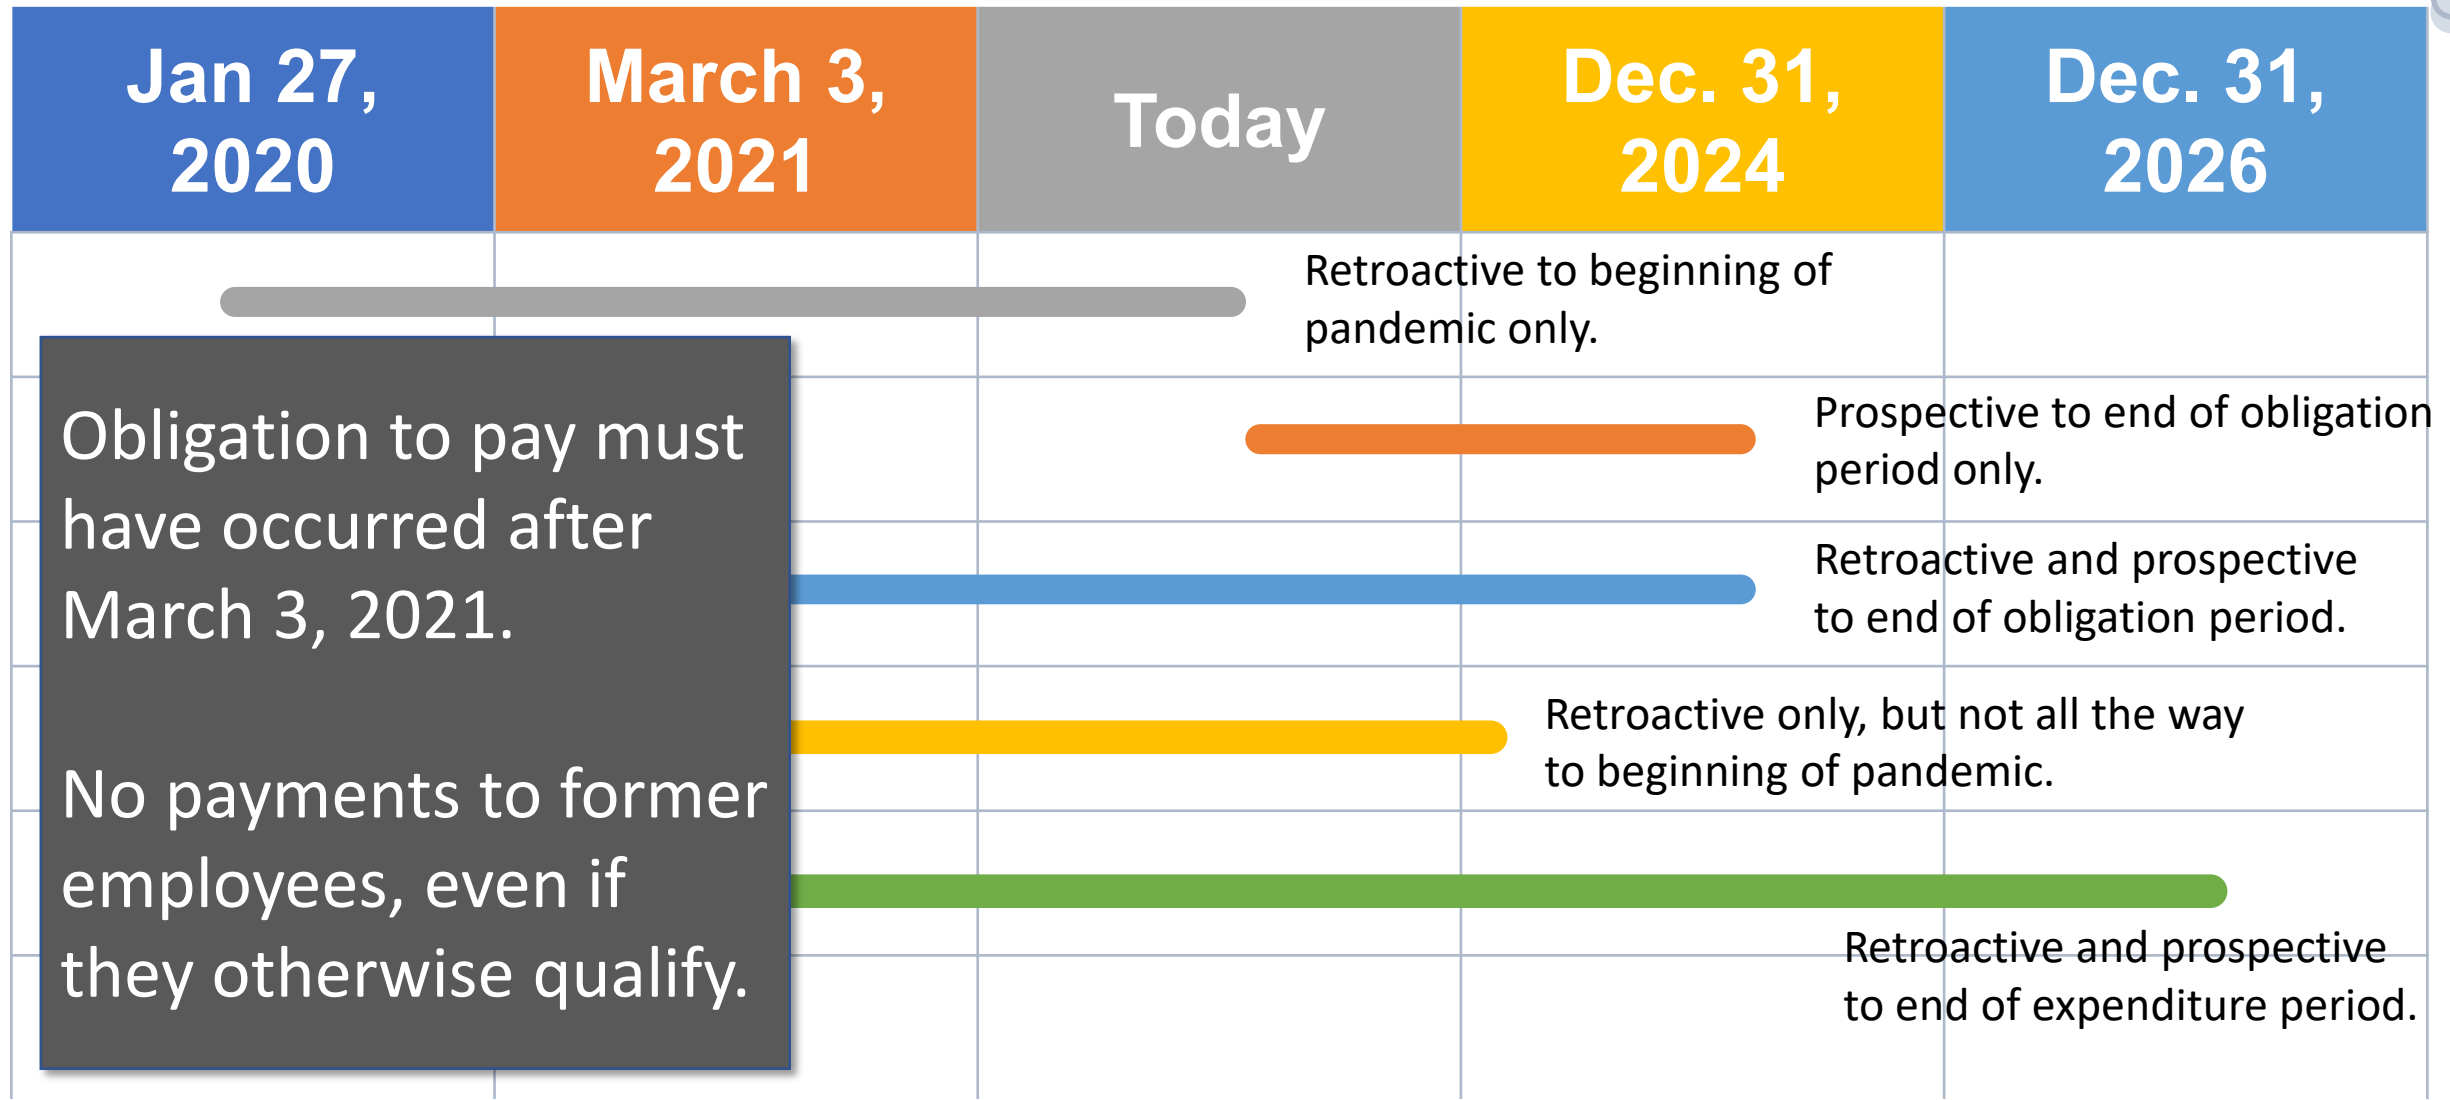 Jan 27,
2020
March 3,
2021
Today
Dec. 31,
2024
Dec. 31,
2026
Retroactive to beginning of
pandemic only.
Prospective to end of obligation
period only.
Retroactive and prospective
to end of obligation period.
Retroactive only, but not all the way
to beginning of pandemic.
Retroactive and prospective
to end of expenditure period.
Obligation to pay must
have occurred after
March 3, 2021.
No payments to former
employees, even if
they otherwise qualify.